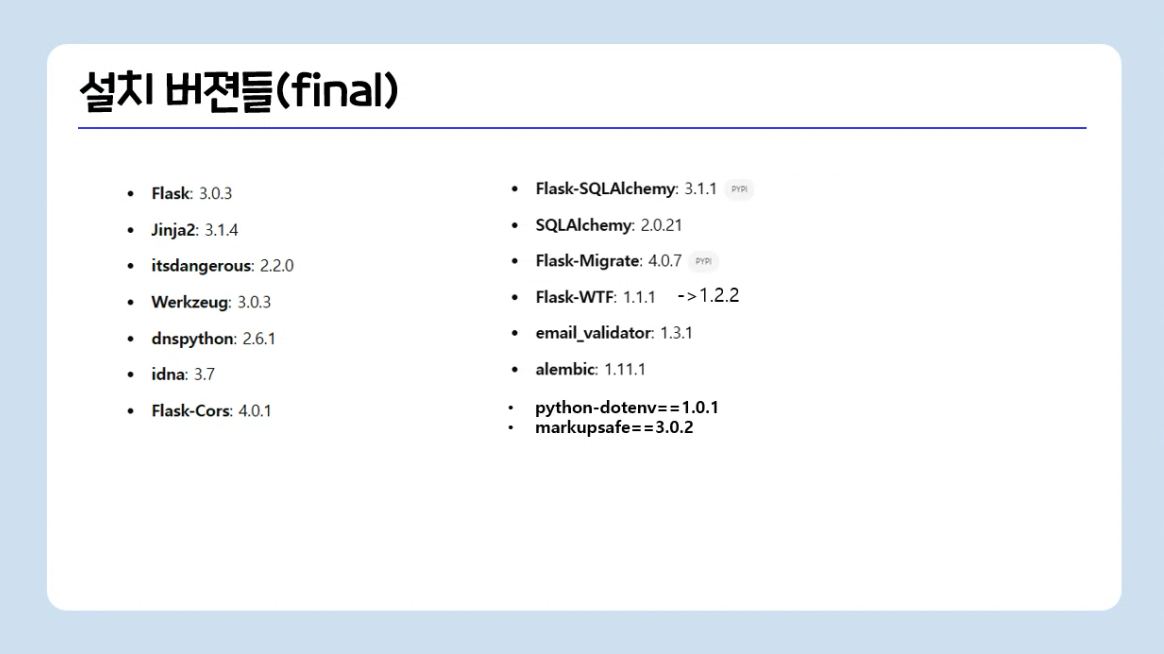 설치 버젼들(final)
• Flask: 3.0.3
• Jinja2: 3.1.4
• itsdangerous: 2.2.0
• Werkzeug: 3.0.3
• dnspython: 2.6.1
• idna: 3.7
• Flask-Cors: 4.0.1
• Flask-SQLAlchemy: 3.1.1 PYPI
• SQLAlchemy: 2.0.21
• Flask-Migrate: 4.0.7 PYPI
• Flask-WTF: 1.1.1 ->1.2.2
• email_validator: 1.3.1
• alembic: 1.11.1
• python-dotenv==1.0.1
• markupsafe==3.0.2